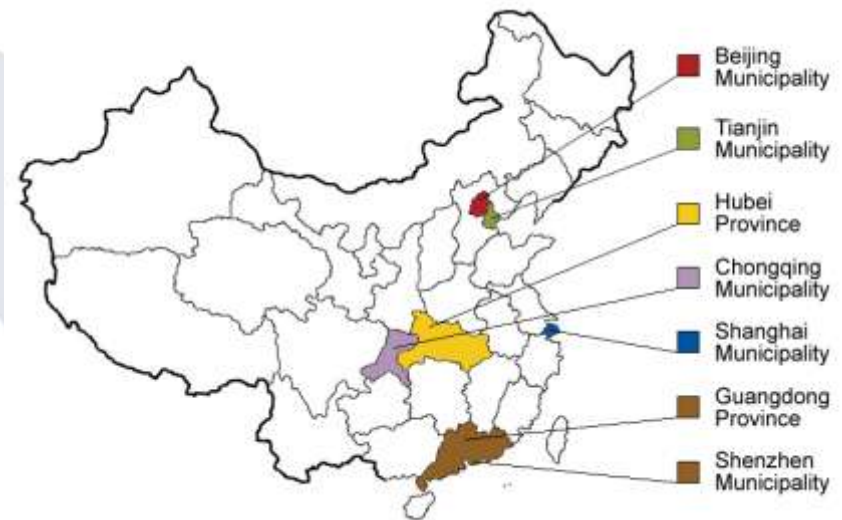 Beijing
Municipality
Tianjin
Municipality
Hubei
Province
Chongqing
Municipality
Shanghai
Municipality
Guangdong
Province
Shenzhen
Municipality